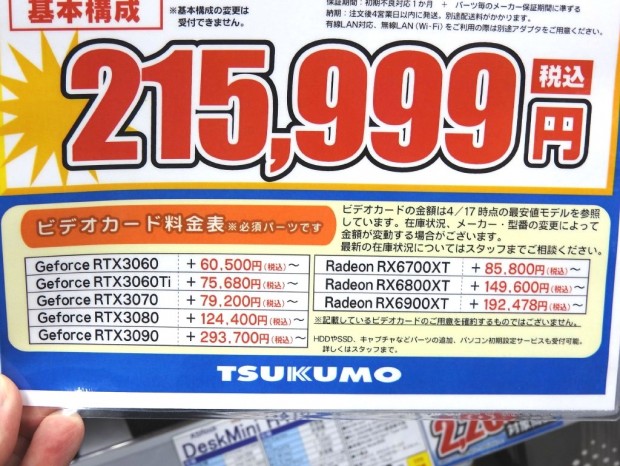 基本構成
※基本構成の変更は
受付できません。
保証期間：初期不良対応1か月 + パーツ毎のメーカー保証期間に準ずる
納期：注文後4営業日以内に発送。別途配送料がかかります。
有線LAN対応、無線LAN(Wi-Fi)をご利用の際は別途アダプタをご用意ください。
215,999円 税込
ビデオカード料金表 ※必須パーツです
ビデオカードの金額は4/17時点の最安値モデルを参照
しています。在庫状況、メーカー・型番の変更によって
金額が変動する場合がございます。
最新の在庫状況についてはスタッフまでご相談ください。
Geforce RTX3060 + 60,500円(税込)～
Geforce RTX3060Ti + 75,680円(税込)～
Geforce RTX3070 + 79,200円(税込)～
Geforce RTX3080 + 124,400円(税込)～
Geforce RTX3090 + 293,700円(税込)～
Radeon RX6700XT + 85,800円(税込)～
Radeon RX6800XT + 149,600円(税込)～
Radeon RX6900XT + 192,478円(税込)～
※記載しているビデオカードのご用意を確約するものではございません。
HDDやSSD、キャプチャなどパーツの追加、パソコン初期設定サービスも受付可能。
詳しくはスタッフまで。
TSUKUMO
DeskMini